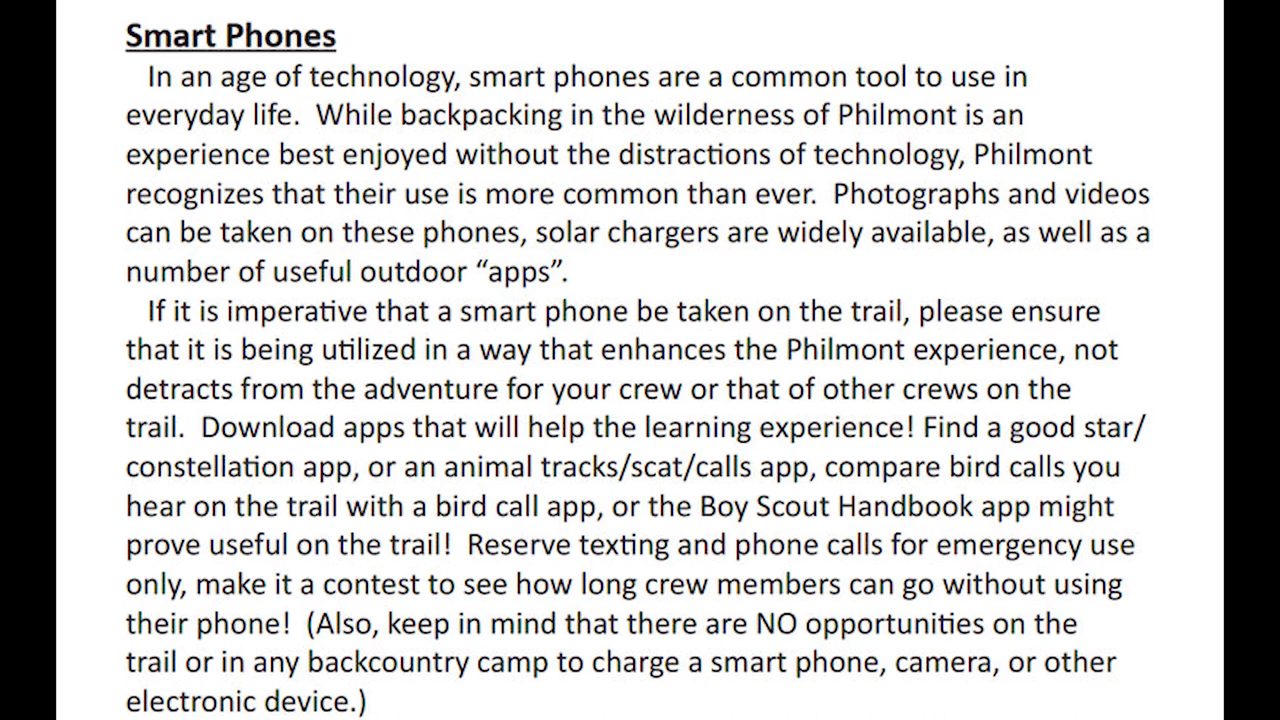 Smart Phones
In an age of technology, smart phones are a common tool to use in
everyday life.  While backpacking in the wilderness of Philmont is an
experience best enjoyed without the distractions of technology, Philmont
recognizes that their use is more common than ever.  Photographs and videos
can be taken on these phones, solar chargers are widely available, as well as a
number of useful outdoor “apps”.
If it is imperative that a smart phone be taken on the trail, please ensure
that it is being utilized in a way that enhances the Philmont experience, not
detracts from the adventure for your crew or that of other crews on the
trail.  Download apps that will help the learning experience! Find a good star/
constellation app, or an animal tracks/scat/calls app, compare bird calls you
hear on the trail with a bird call app, or the Boy Scout Handbook app might
prove useful on the trail!  Reserve texting and phone calls for emergency use
only, make it a contest to see how long crew members can go without using
their phone!  (Also, keep in mind that there are NO opportunities on the
trail or in any backcountry camp to charge a smart phone, camera, or other
electronic device.)